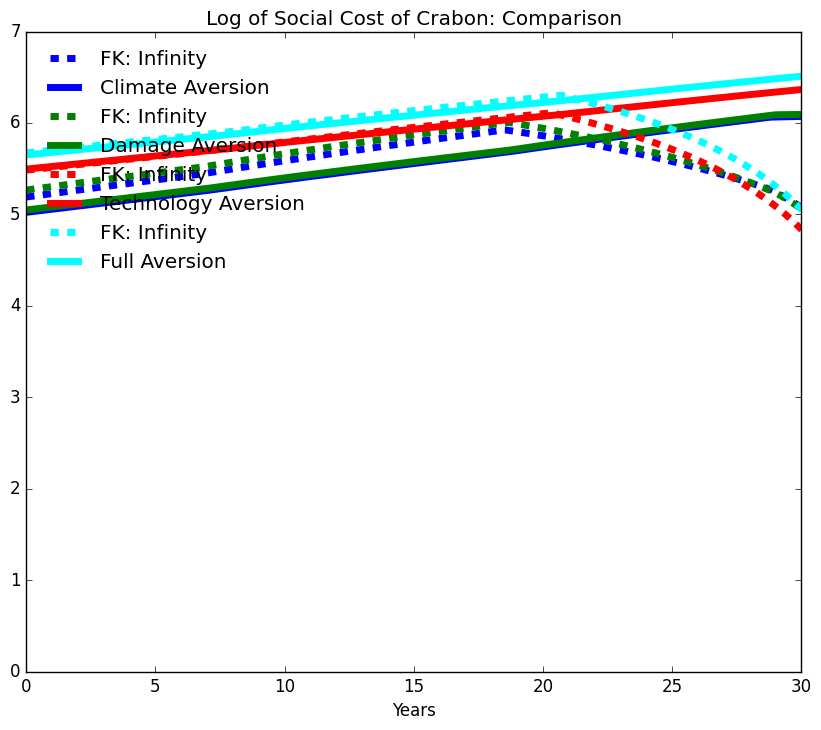 Log of Social Cost of Crabon: Comparison
7
FK: Infinity
Climate Aversion
6
FK: Infinity
Damage Aversion
FK: Infinity
5
Technology Aversion
FK: Infinity
Full Aversion
4
3
2
1
0
0 5 10 15 20 25 30
Years